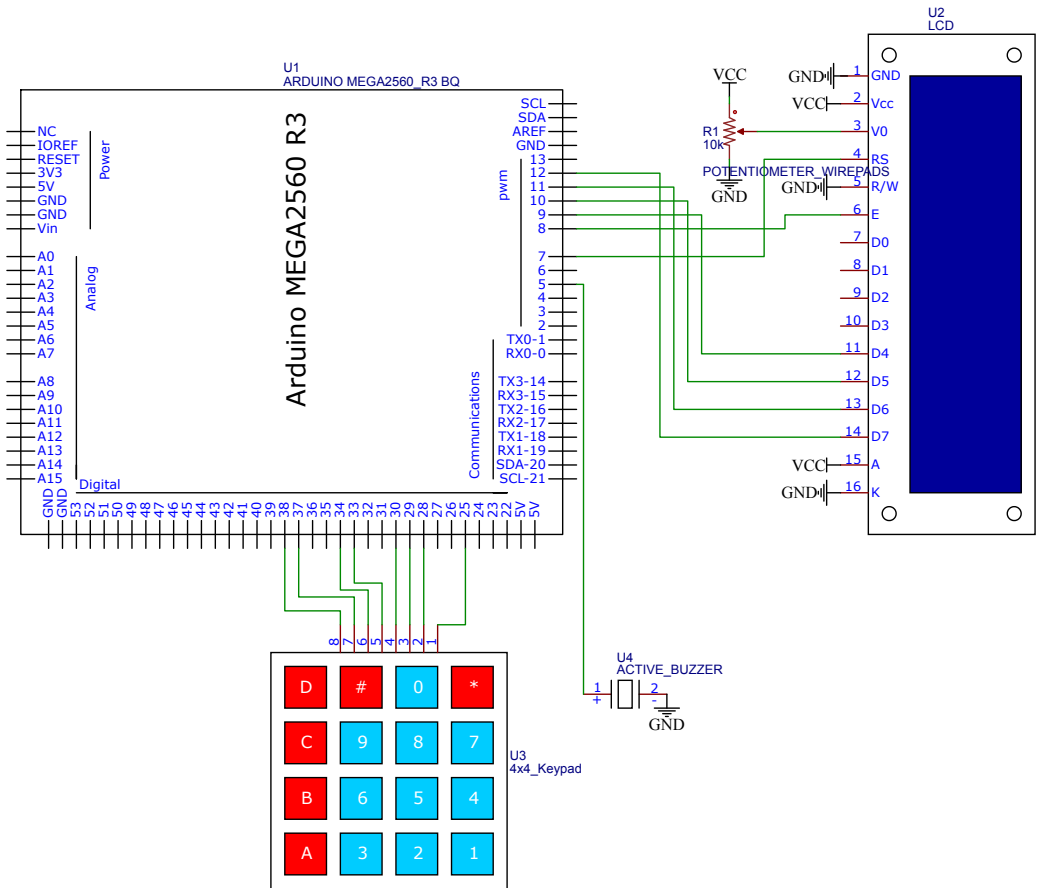 U2
LCD
U1
ARDUINO MEGA2560_R3 BQ
Arduino MEGA2560 R3
NC
IOREF
RESET
3V3
5V
GND
GND
Vin
Power
A0
A1
A2
A3
A4
A5
A6
A7
A8
A9
A10
A11
A12
A13
A14
A15
Analog
SCL
SDA
AREF
GND
13
12
11
10
9
8
7
6
5
4
3
2
pwm
TX0-1
RX0-0
TX3-14
RX3-15
TX2-16
RX2-17
TX1-18
RX1-19
SDA-20
SCL-21
Communications
Digital
GND
GND
53
52
51
50
49
48
47
46
45
44
43
42
41
40
39
38
37
36
35
34
33
32
31
30
29
28
27
26
25
24
23
22
5V
5V
VCC
R1
10k
POTENTIOMETER_WIREPADS
GND
GND 1 GND
VCC 2 Vcc
3 V0
4 RS
GND 5 R/W
6 E
7 D0
8 D1
9 D2
10 D3
11 D4
12 D5
13 D6
14 D7
VCC 15 A
GND 16 K
8 7 6 5 4 3 2 1
D # 0 *
C 9 8 7
B 6 5 4
A 3 2 1
U3
4x4_Keypad
U4
ACTIVE_BUZZER
1 2
+ -
GND